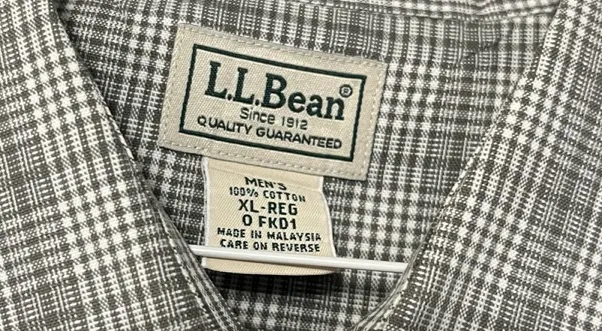 L.L.Bean®
Since 1912
QUALITY GUARANTEED
MEN'S
100% COTTON
XL-REG
0 FKD1
MADE IN MALAYSIA
CARE ON REVERSE